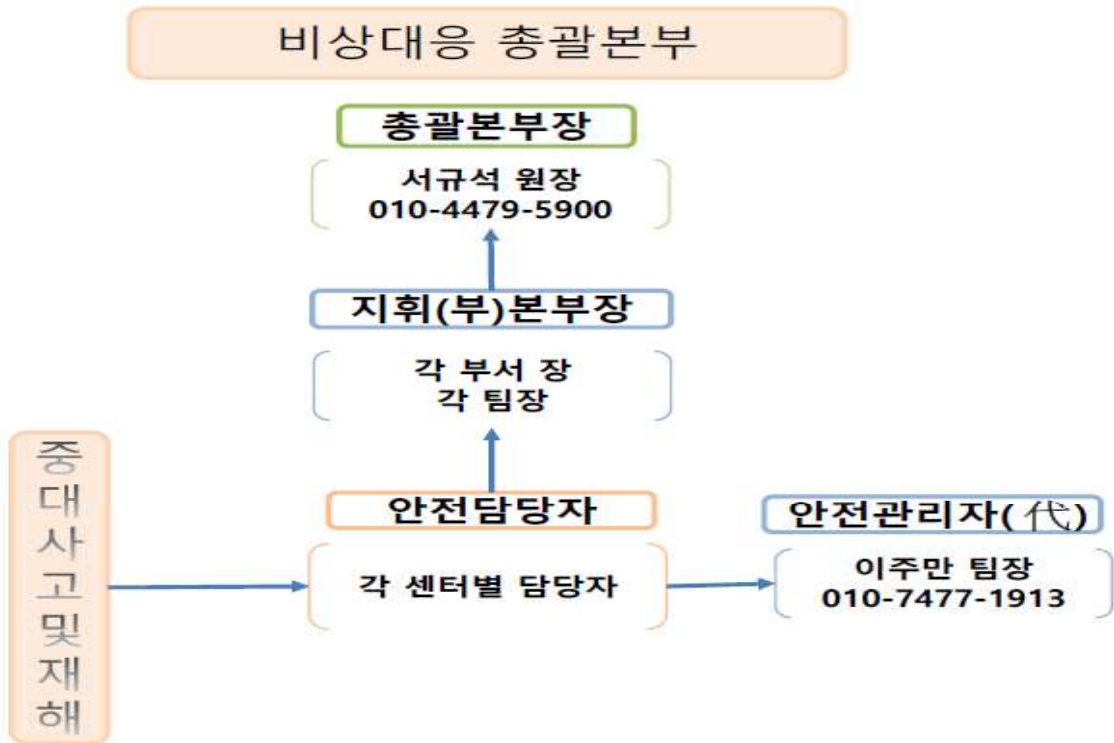 비상대응 총괄본부
총괄본부장
서규석 원장
010-4479-5900
지휘(부)본부장
각 부서 장
각 팀장
중대사고및재해
안전담당자
각 센터별 담당자
안전관리자(代)
이주만 팀장
010-7477-1913